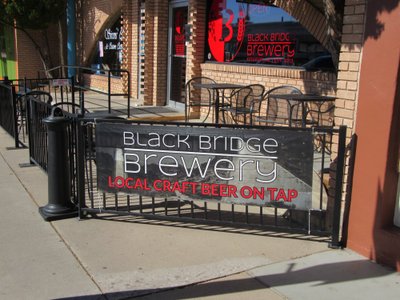 BLACK BRIDGE
BREWERY
BLACK BRIDGE
BREWERY
LOCAL CRAFT BEER ON TAP